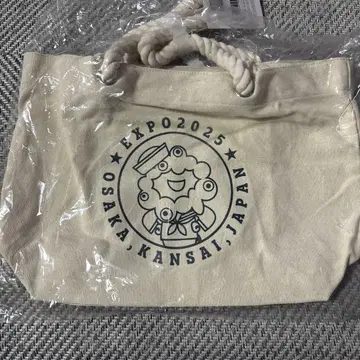 ★EXPO2025★
OSAKA, KANSAI, JAPAN